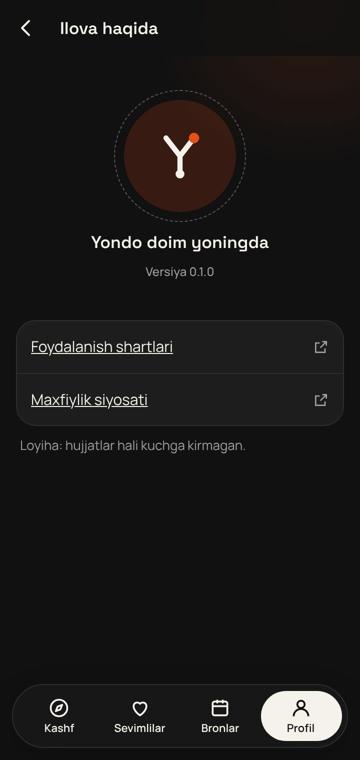 Ilova haqida
Yondo doim yoningda
Versiya 0.1.0
Foydalanish shartlari
Maxfiylik siyosati
Loyiha: hujjatlar hali kuchga kirmagan.
Kashf
Sevimlilar
Bronlar
Profil